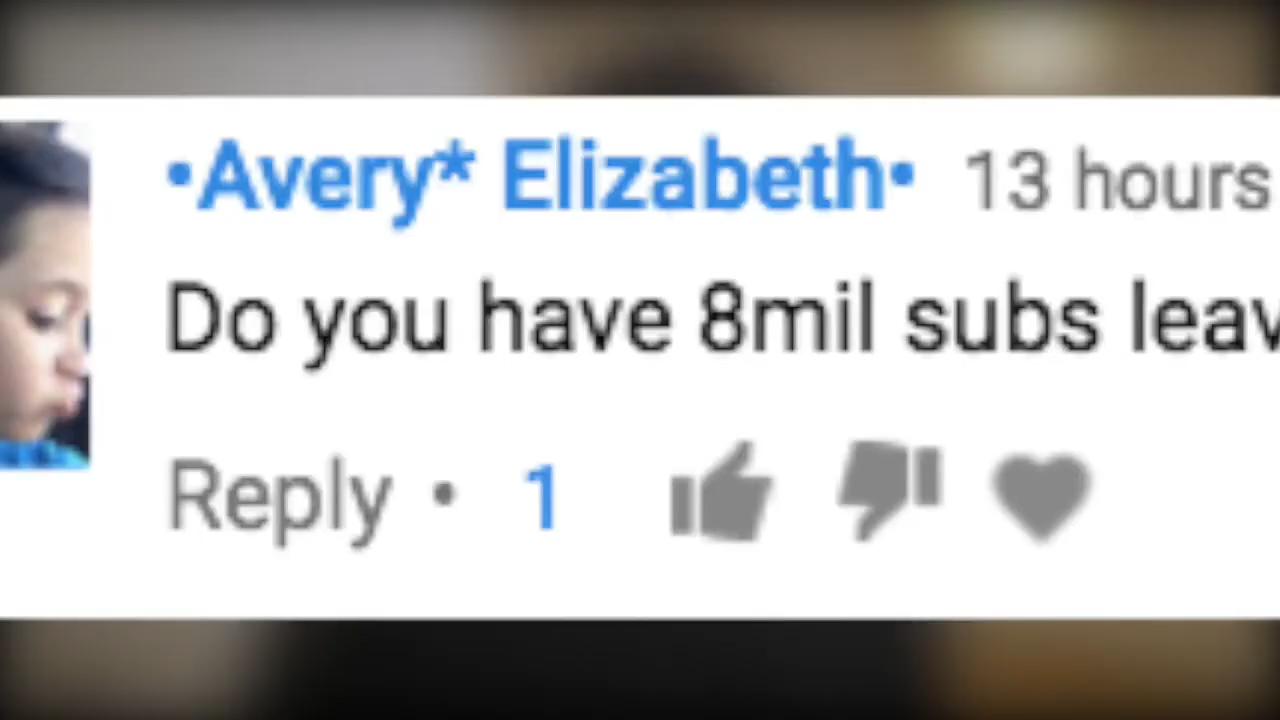 •Avery* Elizabeth• 13 hours
Do you have 8mil subs leav
Reply • 1